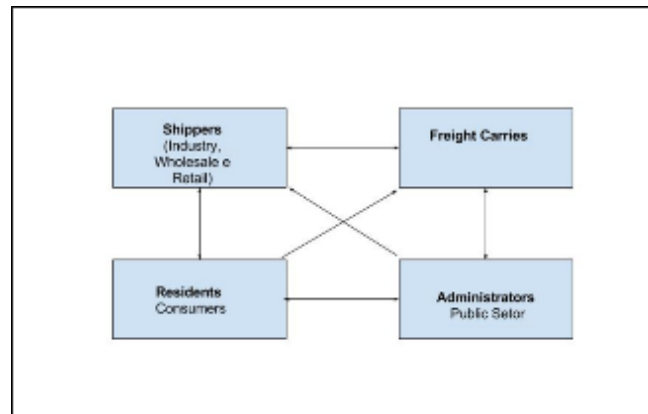 Shippers
(Industry,
Wholesale e
Retail)
Freight Carries
Residents
Consumers
Administrators
Public Setor